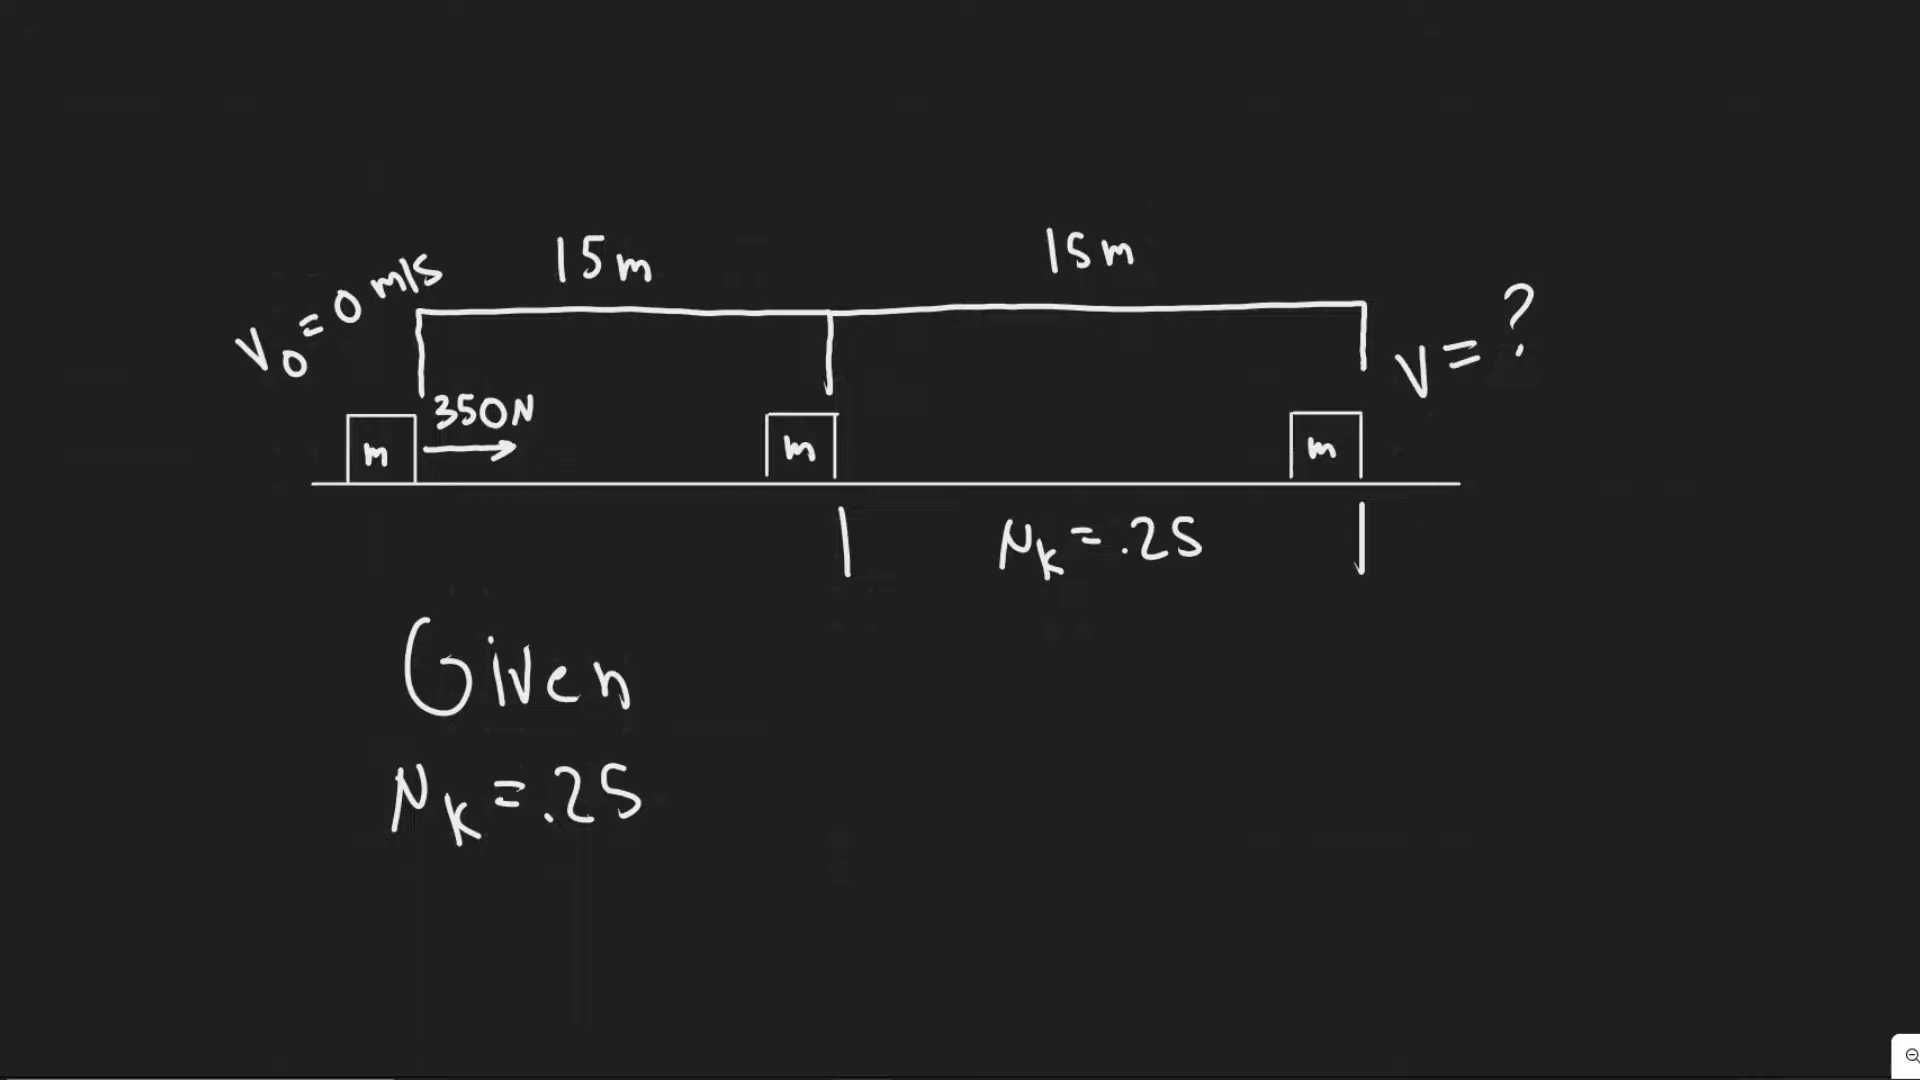 15m
15m
V₀ = 0 m/s
V = ?
350N
m
m
m
μₖ = .25
Given
μₖ = .25